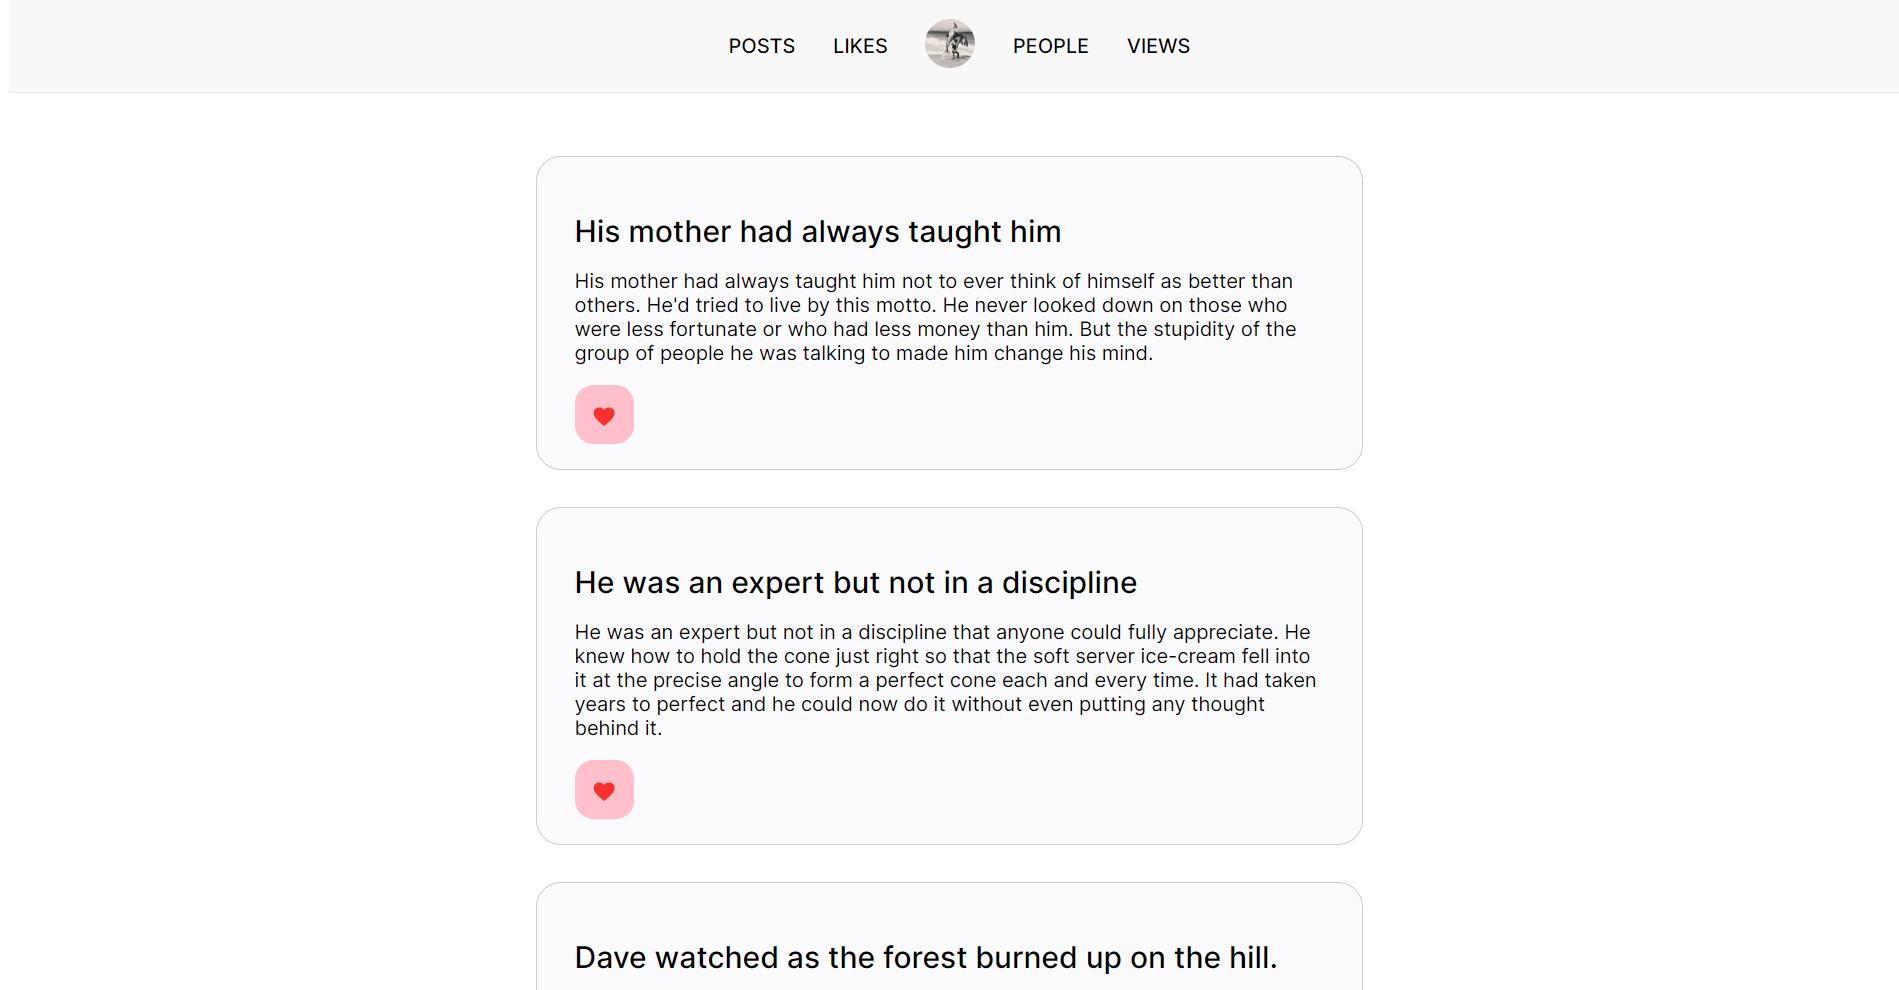 POSTS LIKES PEOPLE VIEWS
His mother had always taught him
His mother had always taught him not to ever think of himself as better than
others. He'd tried to live by this motto. He never looked down on those who
were less fortunate or who had less money than him. But the stupidity of the
group of people he was talking to made him change his mind.
He was an expert but not in a discipline
He was an expert but not in a discipline that anyone could fully appreciate. He
knew how to hold the cone just right so that the soft server ice-cream fell into
it at the precise angle to form a perfect cone each and every time. It had taken
years to perfect and he could now do it without even putting any thought
behind it.
Dave watched as the forest burned up on the hill.